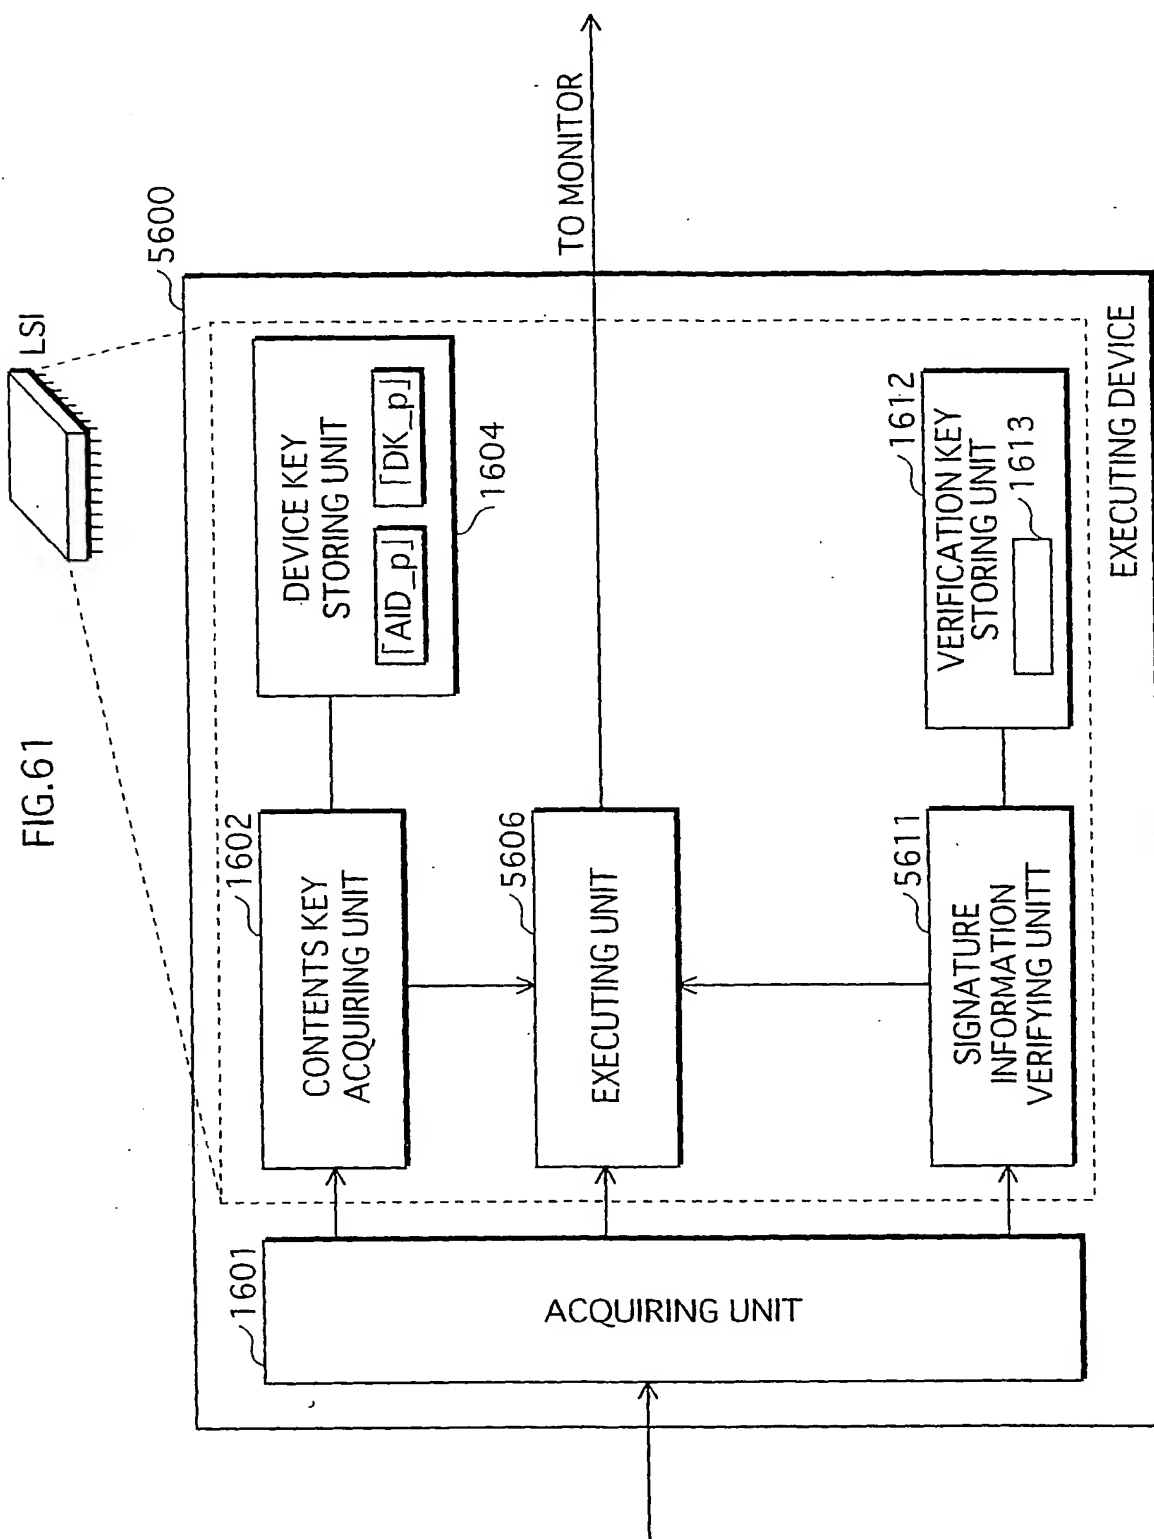 FIG.61
LSI
5600
1602
CONTENTS KEY
ACQUIRING UNIT
DEVICE KEY
STORING UNIT
「AID_p」
「DK_p」
1604
1601
ACQUIRING UNIT
5606
EXECUTING UNIT
TO MONITOR
5611
SIGNATURE
INFORMATION
VERIFYING UNITT
1612
VERIFICATION KEY
STORING UNIT
1613
EXECUTING DEVICE